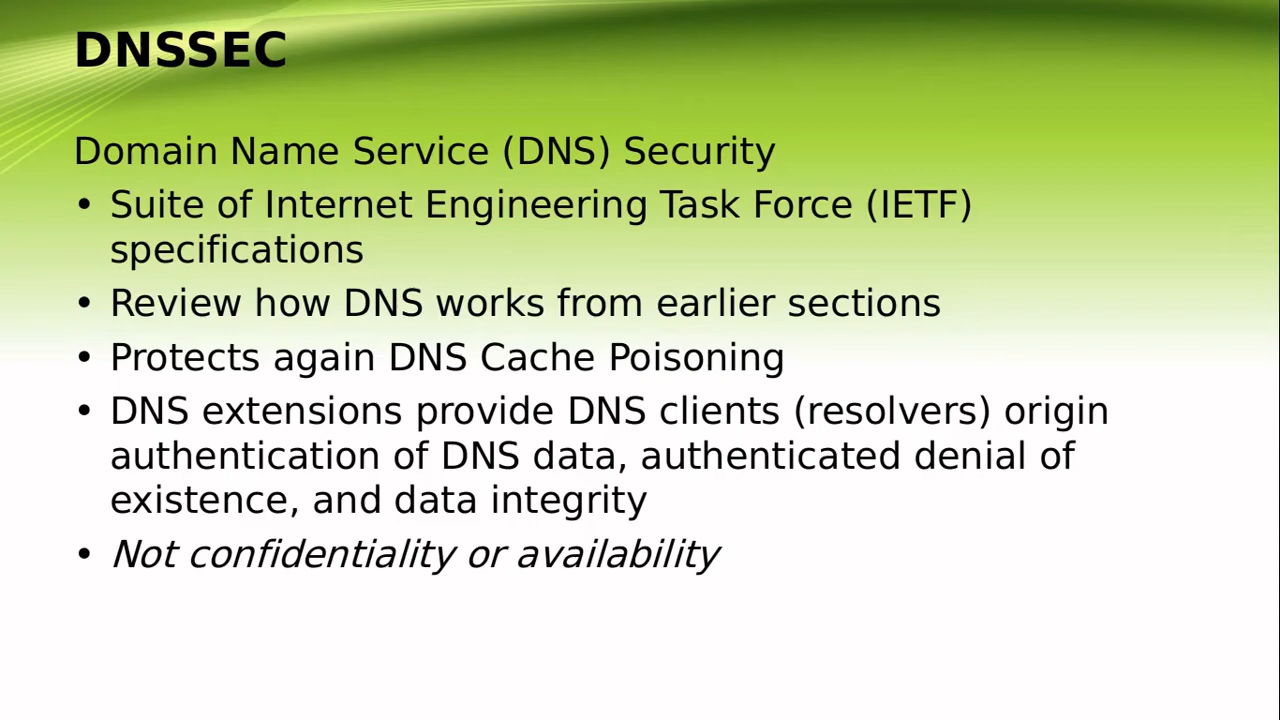 DNSSEC
Domain Name Service (DNS) Security
• Suite of Internet Engineering Task Force (IETF)
specifications
• Review how DNS works from earlier sections
• Protects again DNS Cache Poisoning
• DNS extensions provide DNS clients (resolvers) origin
authentication of DNS data, authenticated denial of
existence, and data integrity
• Not confidentiality or availability